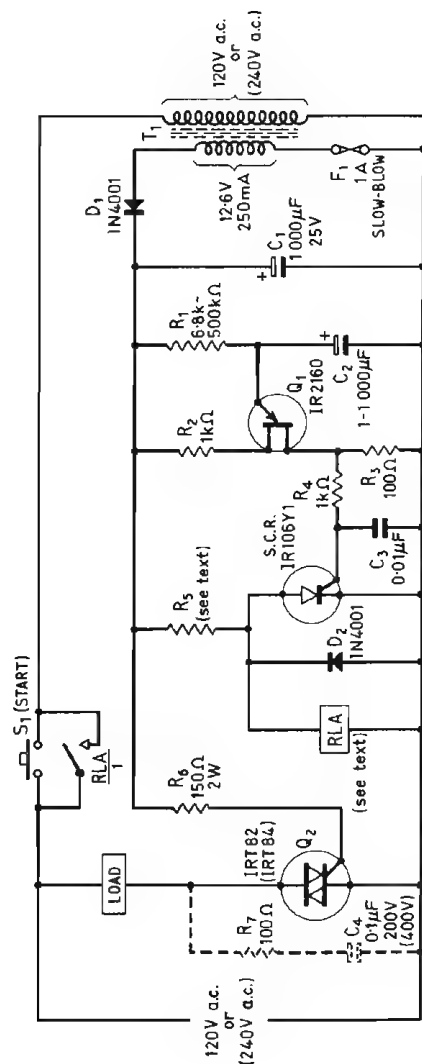 S1 (START)
RLA
1
120V a.c.
or
(240V a.c.)
LOAD
R7
100Ω
C4
0·1μF
200V
(400V)
IRT82
(IRT84)
Q2
R6
150Ω
2W
RLA
(see text)
D2
1N4001
R5
(see text)
S.C.R.
IR106Y1
C3
0·01μF
R4
1kΩ
R3
100Ω
R2
1kΩ
Q1
IR2160
R1
6·8k-
500kΩ
C2
1-1000μF
+
C1
1000μF
25V
+
D1
1N4001
T1
12·6V
250mA
F1
1A
SLOW-BLOW
120V a.c.
or
(240V a.c.)